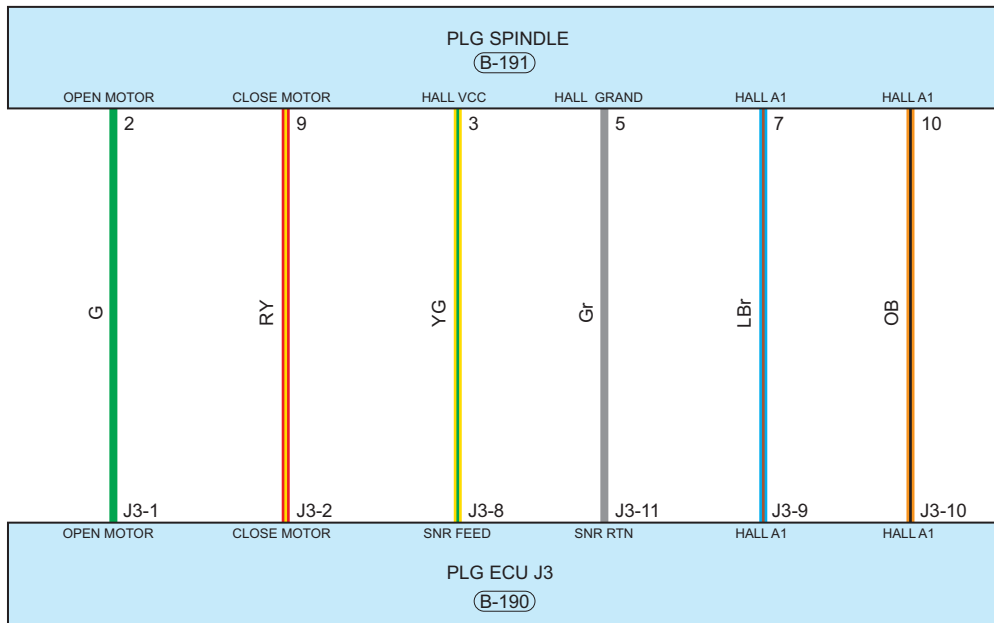 PLG SPINDLE
B-191
OPEN MOTOR CLOSE MOTOR HALL VCC HALL GRAND HALL A1 HALL A1
2 9 3 5 7 10
G RY YG Gr LBr OB
J3-1 J3-2 J3-8 J3-11 J3-9 J3-10
OPEN MOTOR CLOSE MOTOR SNR FEED SNR RTN HALL A1 HALL A1
PLG ECU J3
B-190